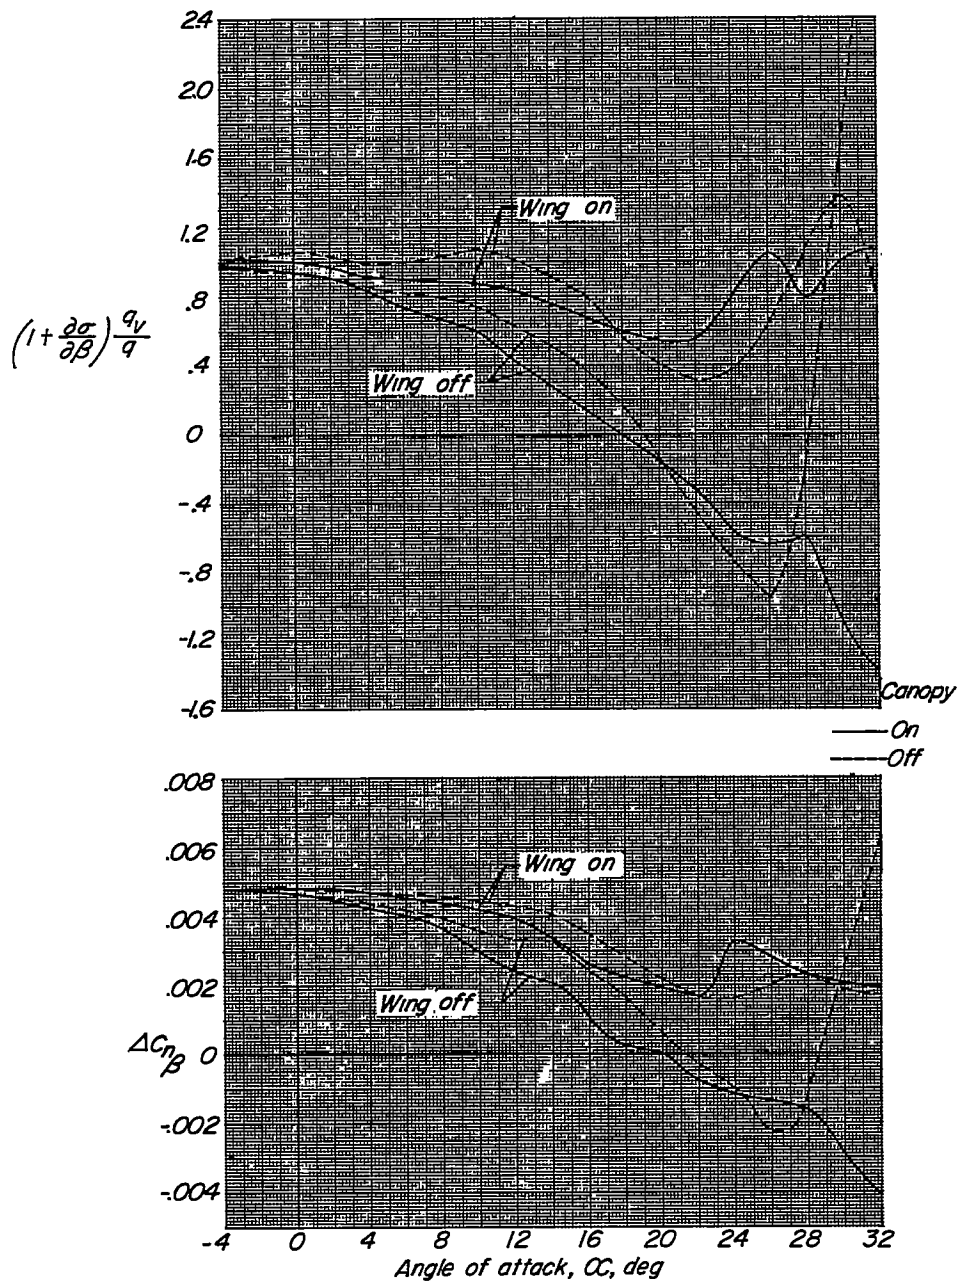 2.4
2.0
1.6
1.2
.8
.4
0
-.4
-.8
-1.2
-1.6
(1 + ∂σ/∂β) qᵥ/q
Wing on
Wing off
Canopy
On
Off
.008
.006
.004
.002
0
-.002
-.004
ΔCnβ
Wing on
Wing off
-4 0 4 8 12 16 20 24 28 32
Angle of attack, α, deg